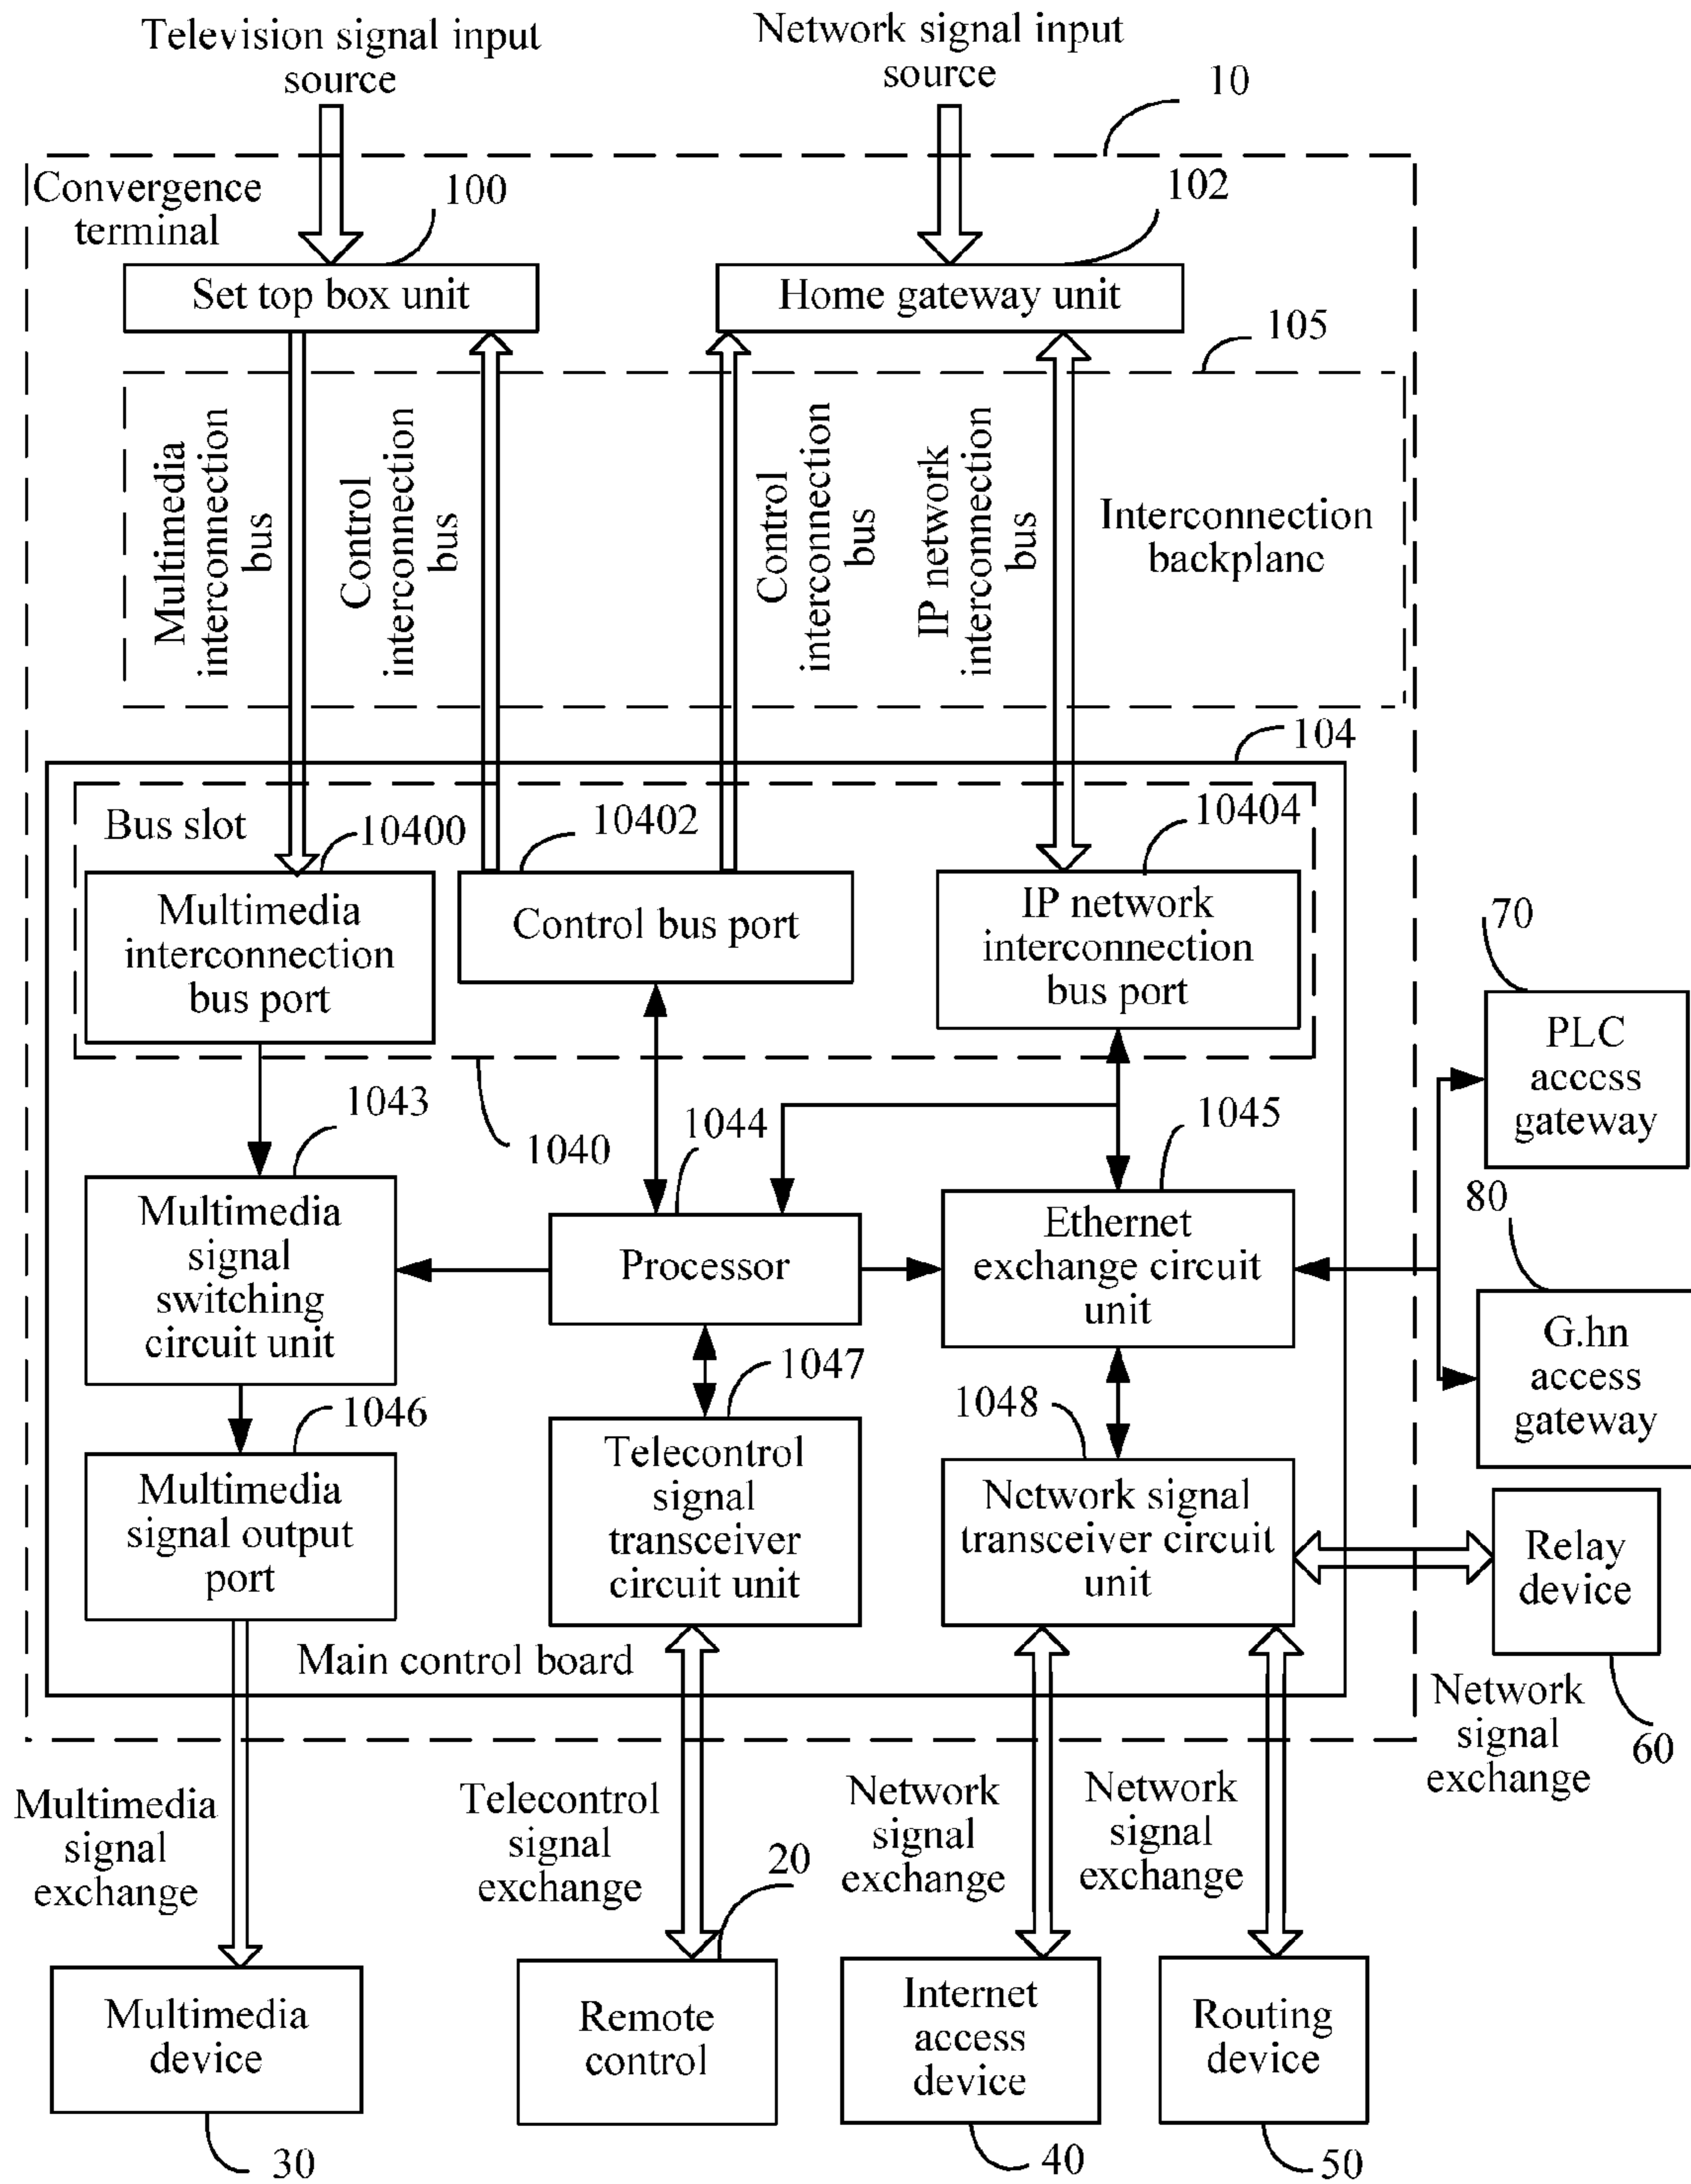 Television signal input
source
Network signal input
source
10
Convergence
terminal
100
102
Set top box unit
Home gateway unit
105
Multimedia
interconnection
bus
Control
interconnection
bus
Control
interconnection
bus
IP network
interconnection
bus
Interconnection
backplane
104
Bus slot
10400
10402
10404
Multimedia
interconnection
bus port
Control bus port
IP network
interconnection
bus port
70
PLC
access
gateway
1043
1040
1044
1045
80
Multimedia
signal
switching
circuit unit
Processor
Ethernet
exchange circuit
unit
G.hn
access
gateway
1046
1047
1048
Multimedia
signal output
port
Telecontrol
signal
transceiver
circuit unit
Network signal
transceiver circuit
unit
Relay
device
Main control board
60
Network
signal
exchange
Multimedia
signal
exchange
Telecontrol
signal
exchange
20
Network
signal
exchange
Network
signal
exchange
Multimedia
device
Remote
control
Internet
access
device
Routing
device
30
40
50